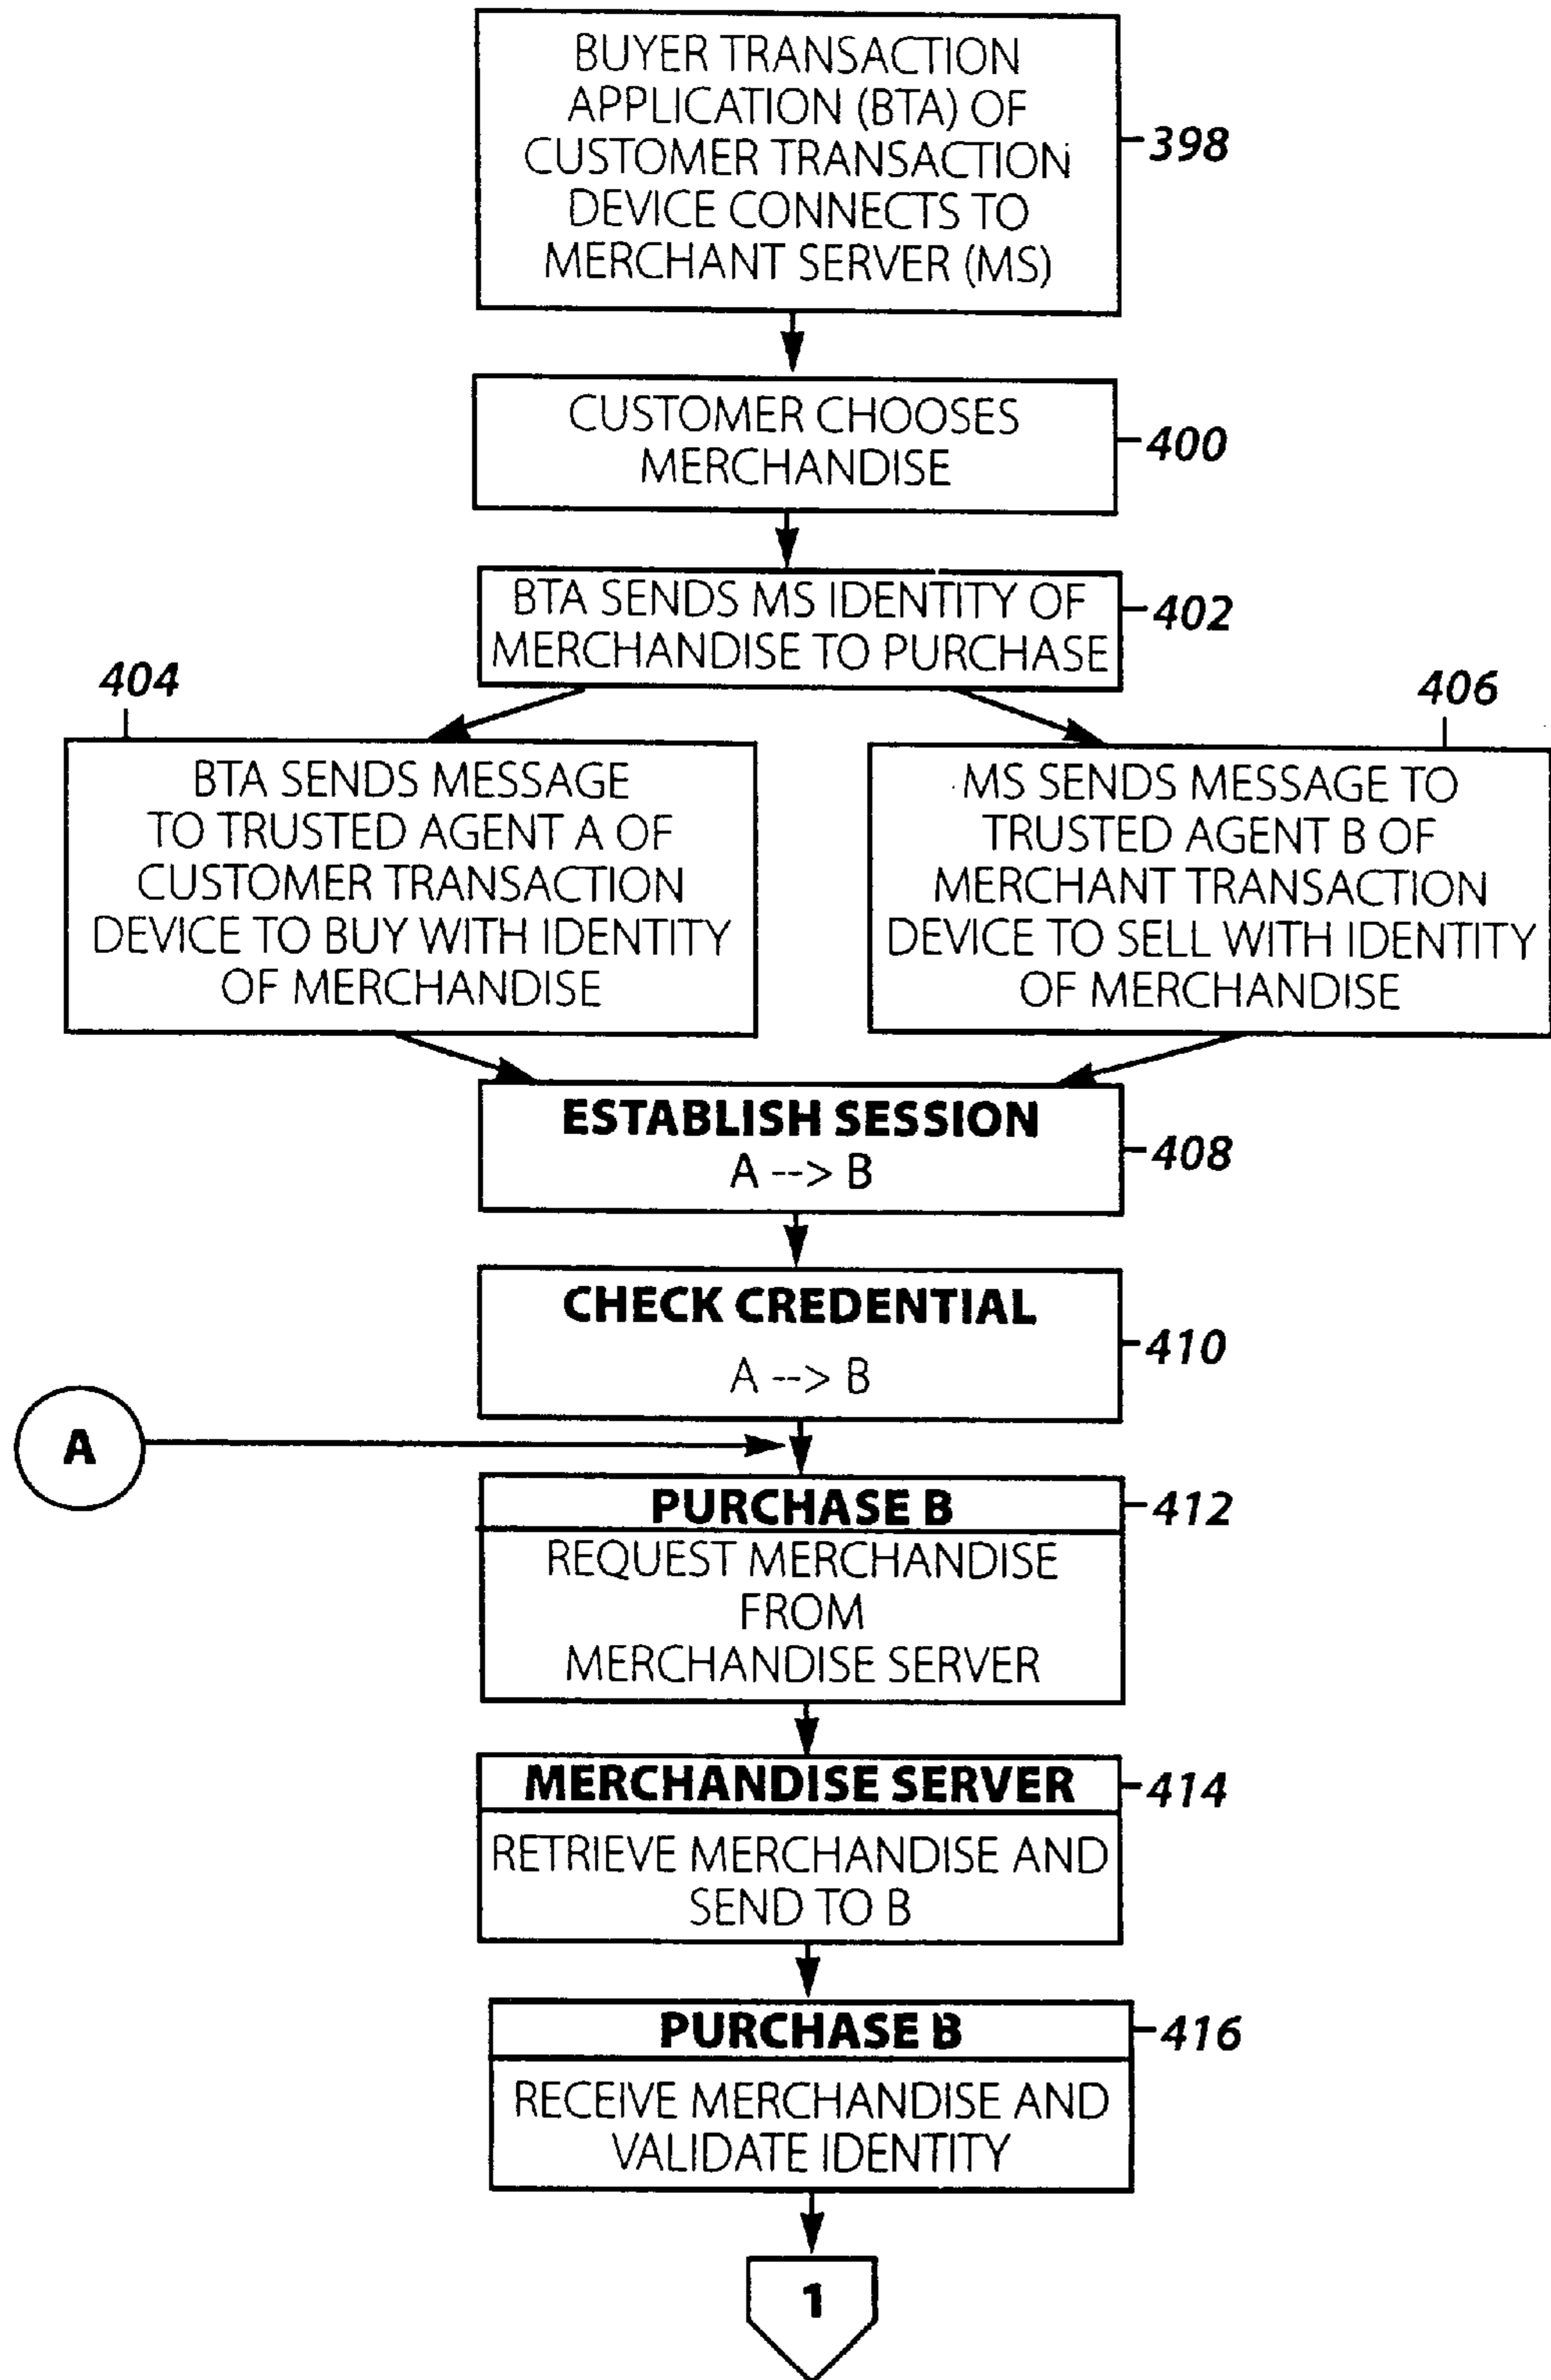 BUYER TRANSACTION
APPLICATION (BTA) OF
CUSTOMER TRANSACTION
DEVICE CONNECTS TO
MERCHANT SERVER (MS)
398
CUSTOMER CHOOSES
MERCHANDISE
400
BTA SENDS MS IDENTITY OF
MERCHANDISE TO PURCHASE
402
404
BTA SENDS MESSAGE
TO TRUSTED AGENT A OF
CUSTOMER TRANSACTION
DEVICE TO BUY WITH IDENTITY
OF MERCHANDISE
406
MS SENDS MESSAGE TO
TRUSTED AGENT B OF
MERCHANT TRANSACTION
DEVICE TO SELL WITH IDENTITY
OF MERCHANDISE
ESTABLISH SESSION
A --> B
408
CHECK CREDENTIAL
A --> B
410
A
PURCHASE B
412
REQUEST MERCHANDISE
FROM
MERCHANDISE SERVER
MERCHANDISE SERVER
414
RETRIEVE MERCHANDISE AND
SEND TO B
PURCHASE B
416
RECEIVE MERCHANDISE AND
VALIDATE IDENTITY
1